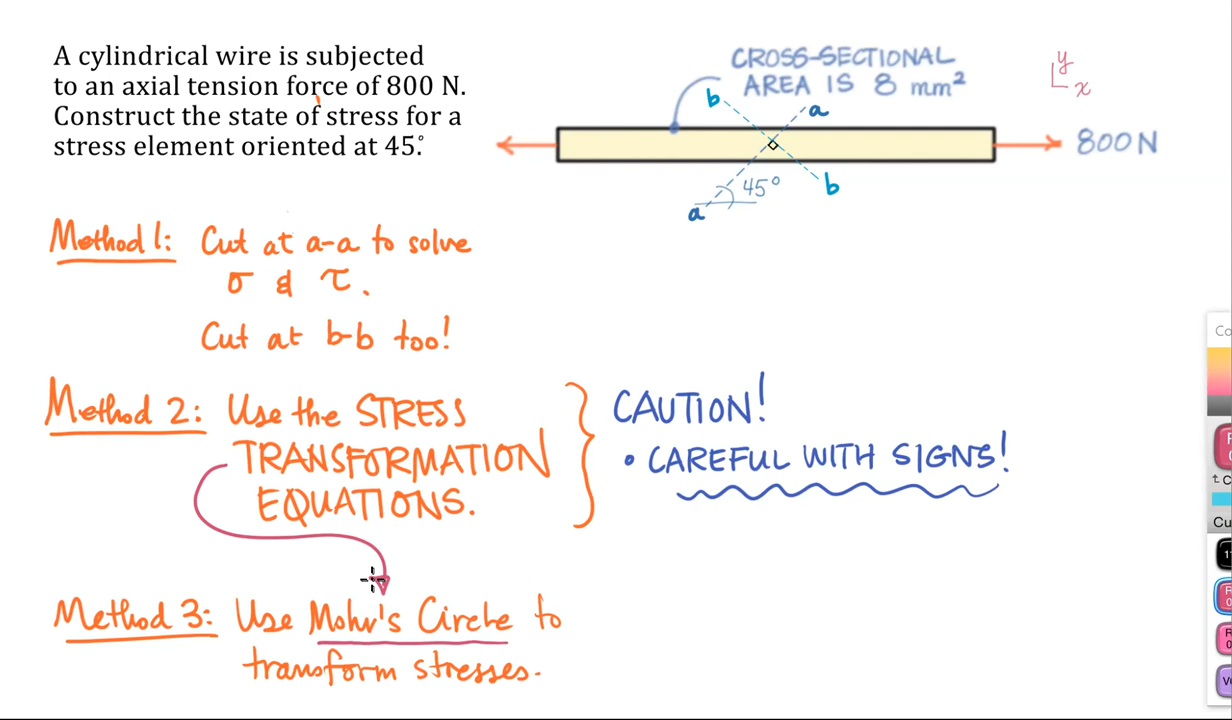 A cylindrical wire is subjected
to an axial tension force of 800 N.
Construct the state of stress for a
stress element oriented at 45°.
CROSS-SECTIONAL
AREA IS 8 mm²
y
x
b
a
800 N
45°
b
a
Method 1: Cut at a-a to solve
σ & τ.
Cut at b-b too!
Method 2: Use the STRESS
TRANSFORMATION
EQUATIONS.
CAUTION!
• CAREFUL WITH SIGNS!
Method 3: Use Mohr's Circle to
transform stresses.
Co
Cu